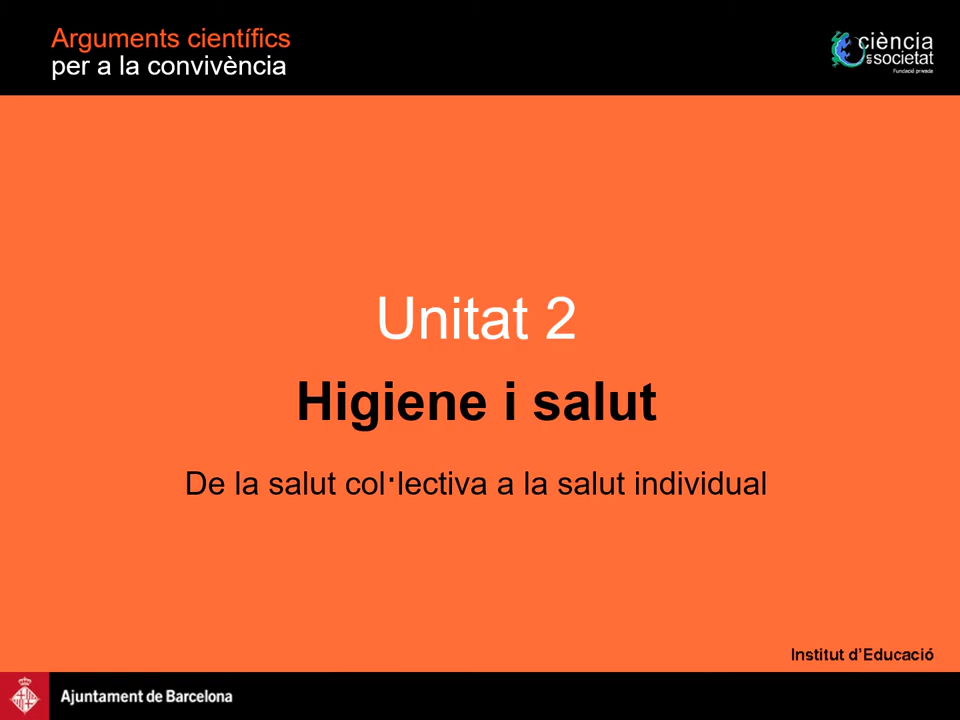 Arguments científics
per a la convivència
ciència
en societat
Fundació privada
Unitat 2
Higiene i salut
De la salut col·lectiva a la salut individual
Institut d'Educació
Ajuntament de Barcelona